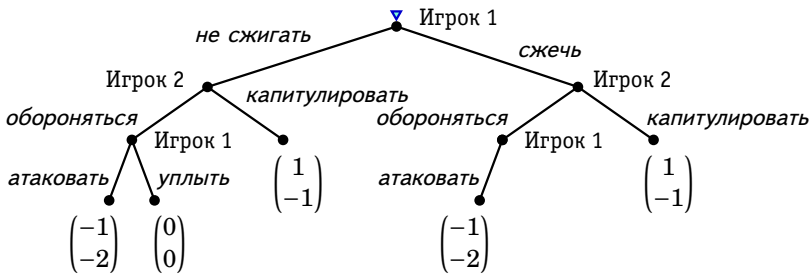 Игрок 1
не сжигать сжечь
Игрок 2 Игрок 2
капитулировать
обороняться обороняться капитулировать
Игрок 1 Игрок 1
атаковать уплыть атаковать
(1 −1) (1 −1)
(−1 −2) (0 0) (−1 −2)